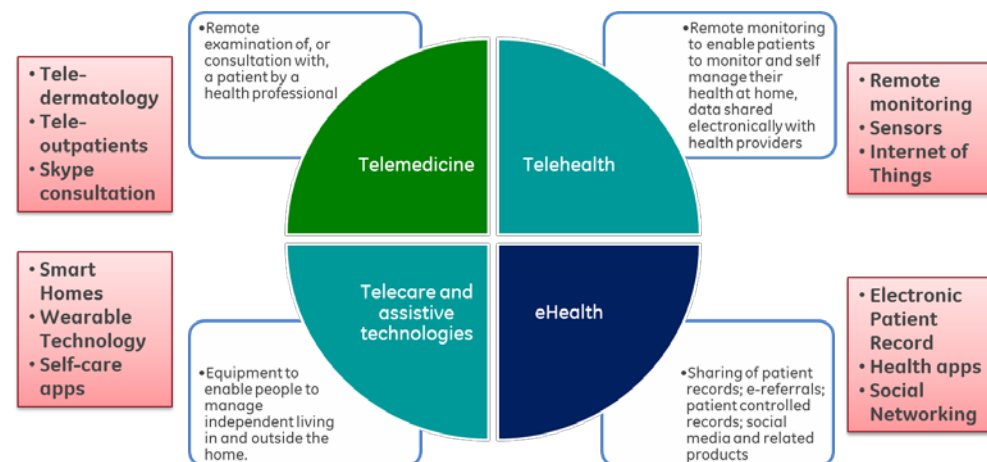 •Remote
examination of, or
consultation with,
a patient by a
health professional
•Remote monitoring
to enable patients
to monitor and self
manage their
health at home,
data shared
electronically with
health providers
• Tele-
dermatology
• Tele-
outpatients
• Skype
consultation
Telemedicine
Telehealth
• Remote
monitoring
• Sensors
• Internet of
Things
• Smart
Homes
• Wearable
Technology
• Self-care
apps
Telecare and
assistive
technologies
eHealth
• Electronic
Patient
Record
• Health apps
• Social
Networking
•Equipment to
enable people to
manage
independent living
in and outside the
home.
•Sharing of patient
records; e-referrals;
patient controlled
records; social
media and related
products